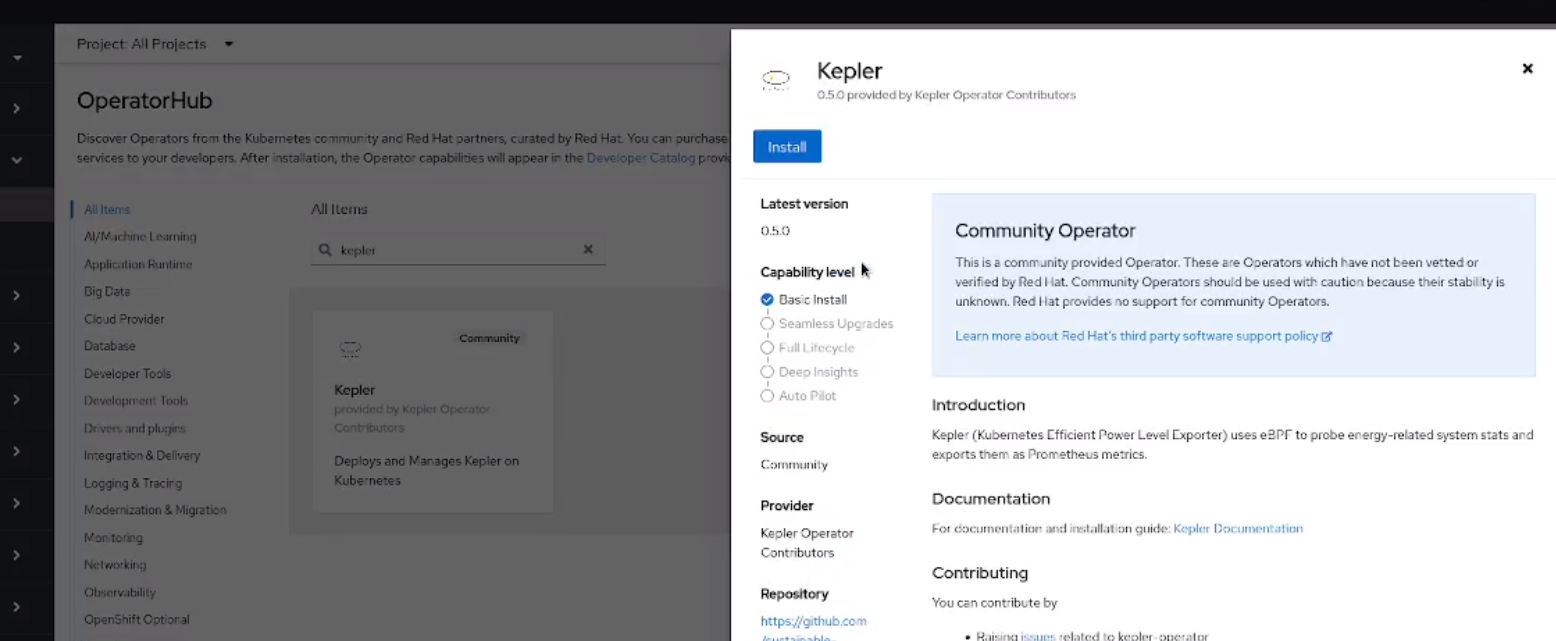 Project: All Projects
OperatorHub
Discover Operators from the Kubernetes community and Red Hat partners, curated by Red Hat. You can purchase
services to your developers. After installation, the Operator capabilities will appear in the Developer Catalog
All Items
AI/Machine Learning
Application Runtime
Big Data
Cloud Provider
Database
Developer Tools
Development Tools
Drivers and plugins
Integration & Delivery
Logging & Tracing
Modernization & Migration
Monitoring
Networking
Observability
OpenShift Optional
All Items
kepler
Community
Kepler
provided by Kepler Operator
Contributors
Deploys and Manages Kepler on
Kubernetes
Kepler
0.5.0 provided by Kepler Operator Contributors
Install
Latest version
0.5.0
Capability level
Basic Install
Seamless Upgrades
Full Lifecycle
Deep Insights
Auto Pilot
Source
Community
Provider
Kepler Operator
Contributors
Repository
https://github.com
/sustainable-
Community Operator
This is a community provided Operator. These are Operators which have not been vetted or
verified by Red Hat. Community Operators should be used with caution because their stability is
unknown. Red Hat provides no support for community Operators.
Learn more about Red Hat's third party software support policy
Introduction
Kepler (Kubernetes Efficient Power Level Exporter) uses eBPF to probe energy-related system stats and
exports them as Prometheus metrics.
Documentation
For documentation and installation guide: Kepler Documentation
Contributing
You can contribute by
• Raising issues related to kepler-operator